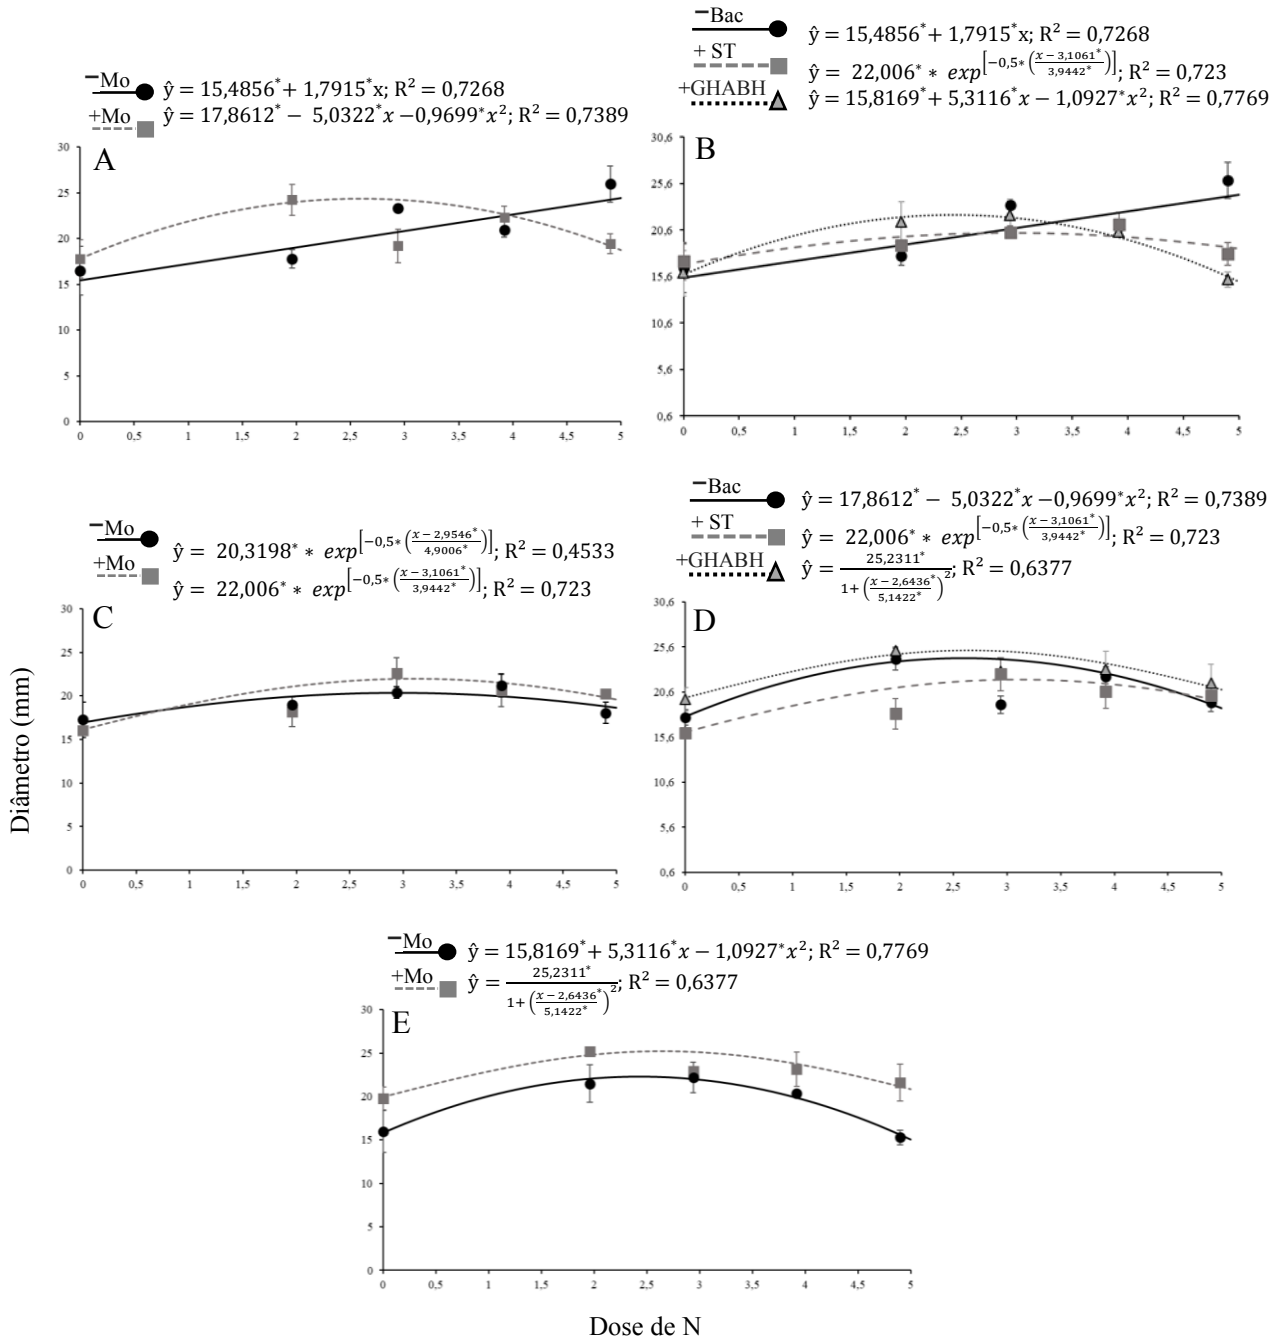 −Mo ŷ = 15,4856* + 1,7915*x; R² = 0,7268
+Mo ŷ = 17,8612* − 5,0322*x −0,9699*x²; R² = 0,7389
A
30
25
20
15
10
5
0
0 0,5 1 1,5 2 2,5 3 3,5 4 4,5 5
−Bac ŷ = 15,4856* + 1,7915*x; R² = 0,7268
+ ST ŷ = 22,006* * exp[−0,5*((x−3,1061*)/3,9442*)]; R² = 0,723
+GHABH ŷ = 15,8169* + 5,3116*x − 1,0927*x²; R² = 0,7769
B
30,6
25,6
20,6
15,6
10,6
5,6
0,6
0 0,5 1 1,5 2 2,5 3 3,5 4 4,5 5
−Mo ŷ = 20,3198* * exp[−0,5*((x−2,9546*)/4,9006*)]; R² = 0,4533
+Mo ŷ = 22,006* * exp[−0,5*((x−3,1061*)/3,9442*)]; R² = 0,723
C
30
25
20
15
10
5
0
0 0,5 1 1,5 2 2,5 3 3,5 4 4,5 5
−Bac ŷ = 17,8612* − 5,0322*x −0,9699*x²; R² = 0,7389
+ ST ŷ = 22,006* * exp[−0,5*((x−3,1061*)/3,9442*)]; R² = 0,723
+GHABH ŷ = 25,2311*/(1+((x−2,6436*)/5,1422*)²); R² = 0,6377
D
30,6
25,6
20,6
15,6
10,6
5,6
0,6
0 0,5 1 1,5 2 2,5 3 3,5 4 4,5 5
Diâmetro (mm)
−Mo ŷ = 15,8169* + 5,3116*x − 1,0927*x²; R² = 0,7769
+Mo ŷ = 25,2311*/(1+((x−2,6436*)/5,1422*)²); R² = 0,6377
E
30
25
20
15
10
5
0
0 0,5 1 1,5 2 2,5 3 3,5 4 4,5 5
Dose de N